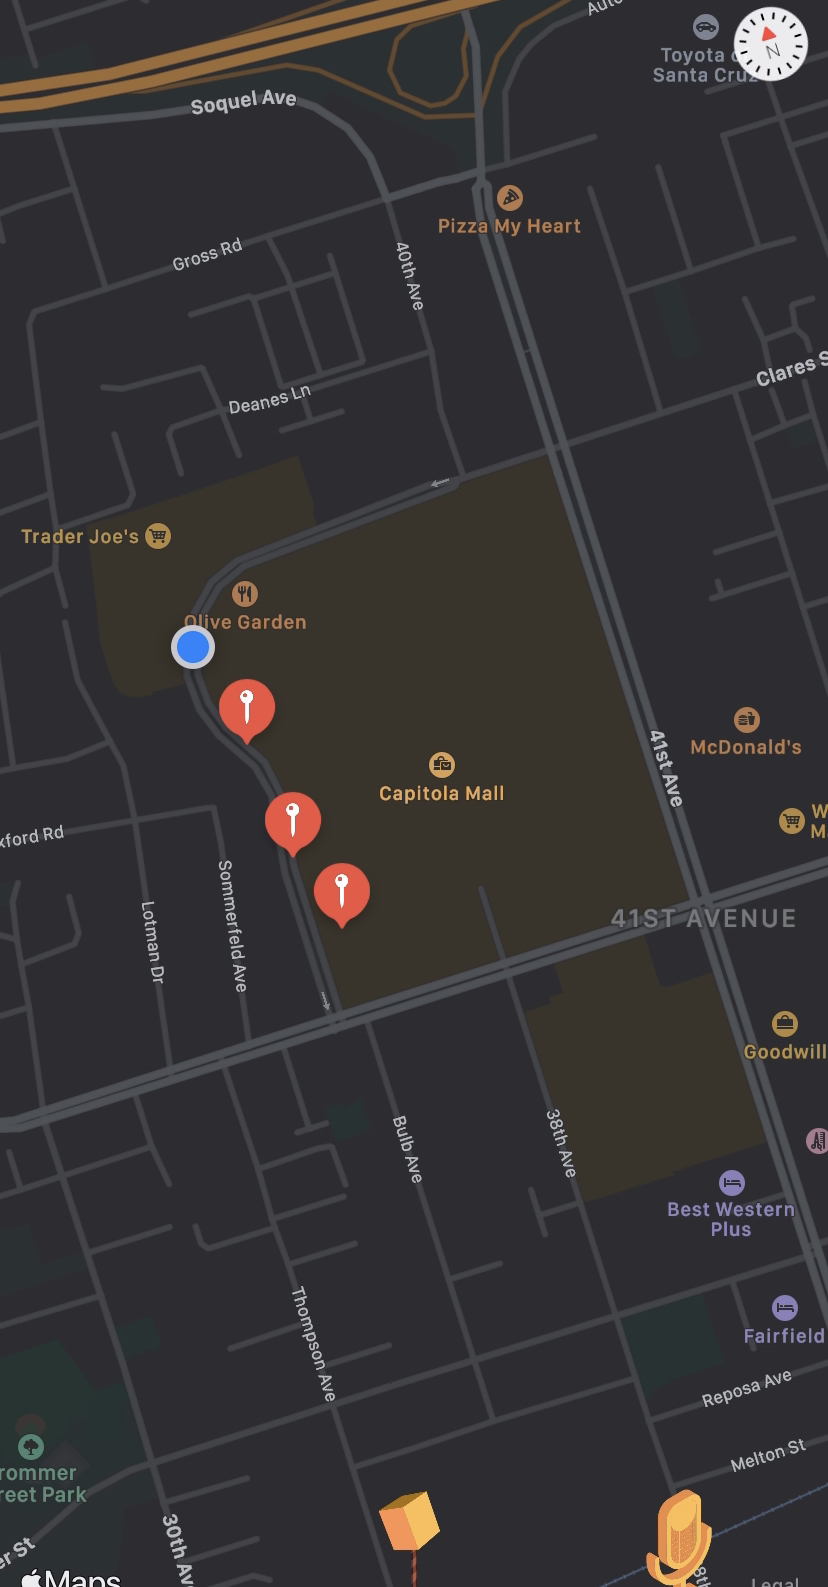 Auto
Toyota
Santa Cruz
N
Soquel Ave
Pizza My Heart
Gross Rd
40th Ave
Clares S
Deanes Ln
Trader Joe's
Olive Garden
41st Ave
McDonald's
Capitola Mall
W
M
xford Rd
Sommerfeld Ave
Lotman Dr
41ST AVENUE
Goodwill
Bulb Ave
38th Ave
Best Western
Plus
Thompson Ave
Fairfield
Reposa Ave
rommer
reet Park
Melton St
30th Av
er St
Maps
8th
Legal